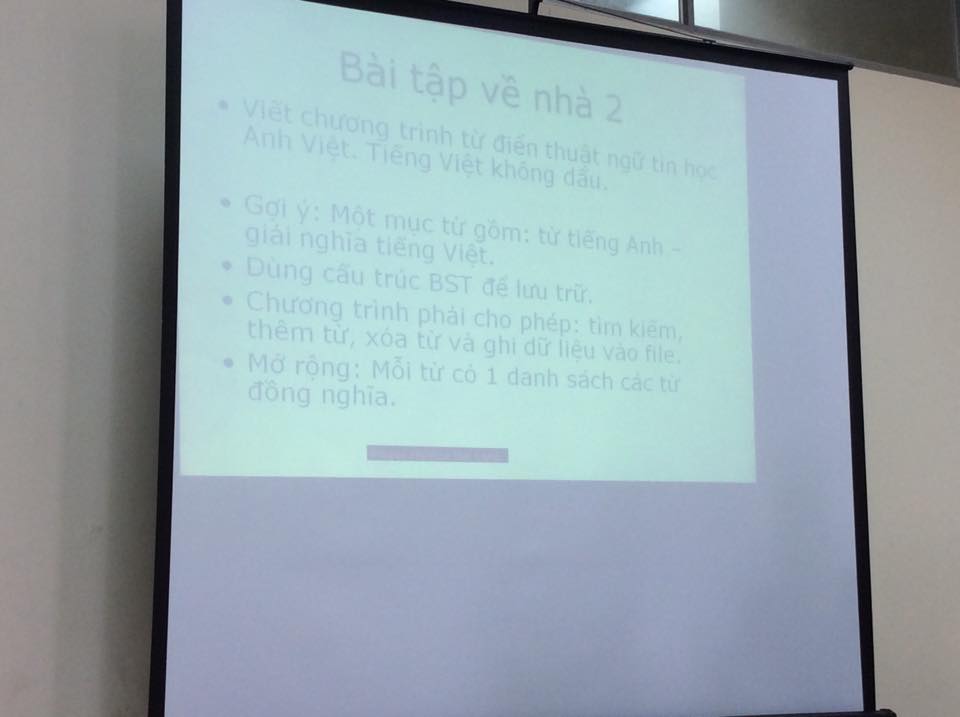 Bài tập về nhà 2
• Viết chương trình từ điển thuật ngữ tin học
Anh Việt. Tiếng Việt không dấu.
• Gợi ý: Một mục từ gồm: từ tiếng Anh –
giải nghĩa tiếng Việt.
• Dùng cấu trúc BST để lưu trữ.
• Chương trình phải cho phép: tìm kiếm,
thêm từ, xóa từ và ghi dữ liệu vào file.
• Mở rộng: Mỗi từ có 1 danh sách các từ
đồng nghĩa.